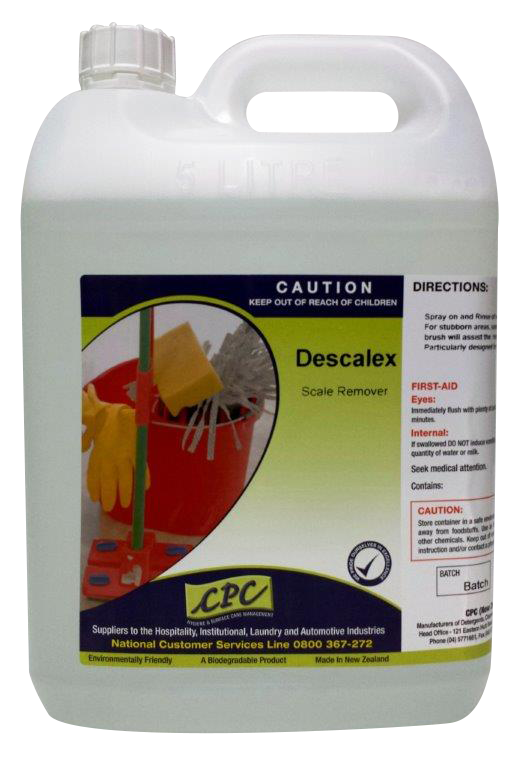 5 LITRE
CAUTION
KEEP OUT OF REACH OF CHILDREN
Descalex
Scale Remover
CPC
HYGIENE & SURFACE CARE MANAGEMENT
Suppliers to the Hospitality, Institutional, Laundry and Automotive Industries
National Customer Services Line 0800 367-272
Environmentally Friendly A Biodegradable Product Made In New Zealand
DIRECTIONS:
Spray on and Rinse
For stubborn areas,
brush will assist the
Particularly designed
FIRST-AID
Eyes:
Immediately flush with plenty of
minutes.
Internal:
If swallowed DO NOT induce
quantity of water or milk.
Seek medical attention.
Contains:
CAUTION:
Store container in a safe
away from foodstuffs. Use
other chemicals. Keep out
instruction and/or contact a
BATCH
Batch
CPC (New
Manufacturers of Detergents,
Head Office - 121 Eastern Hutt
Phone (04)